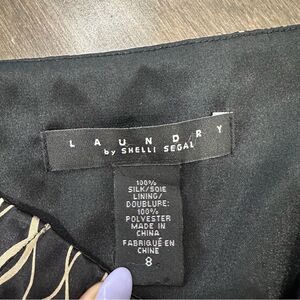 LAUNDRY
by SHELLI SEGAL
100%
SILK/SOIE
LINING/
DOUBLURE:
100%
POLYESTER
MADE IN
CHINA
FABRIQUÉ EN
CHINE
8